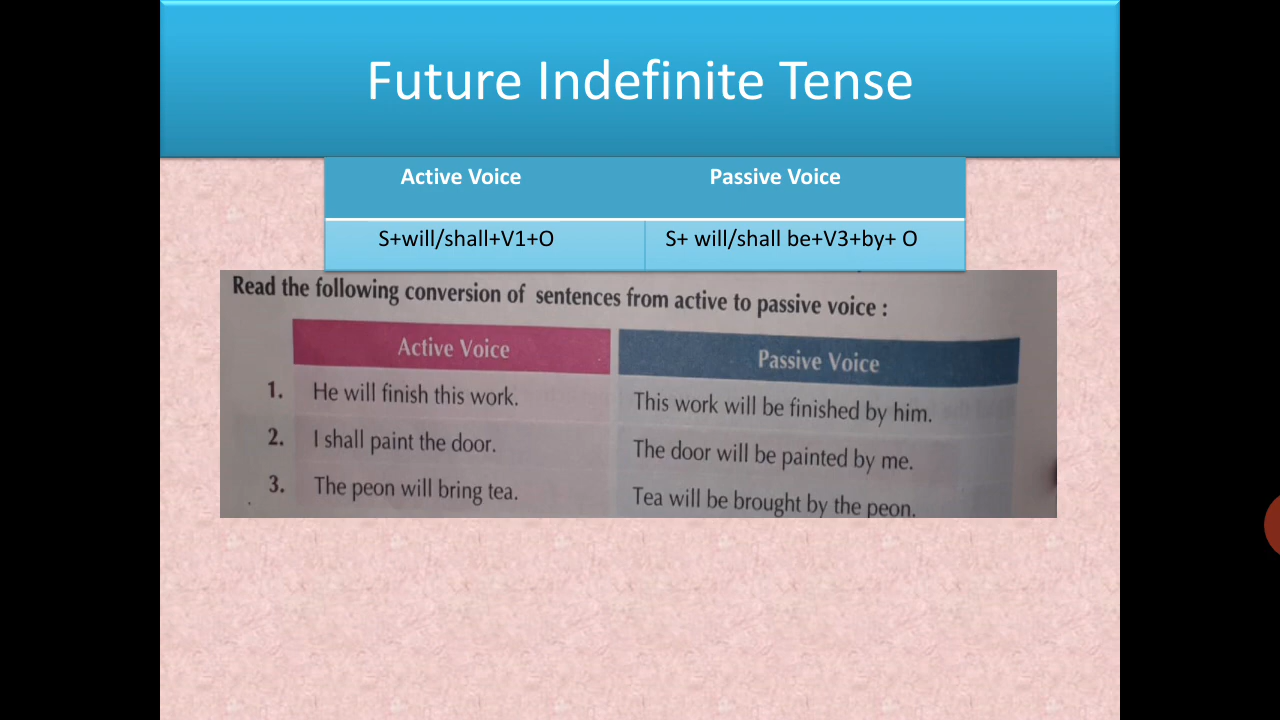 Future Indefinite Tense
Active Voice Passive Voice
S+will/shall+V1+O S+ will/shall be+V3+by+ O
Read the following conversion of sentences from active to passive voice :
Active Voice Passive Voice
1. He will finish this work. This work will be finished by him.
2. I shall paint the door. The door will be painted by me.
3. The peon will bring tea. Tea will be brought by the peon.